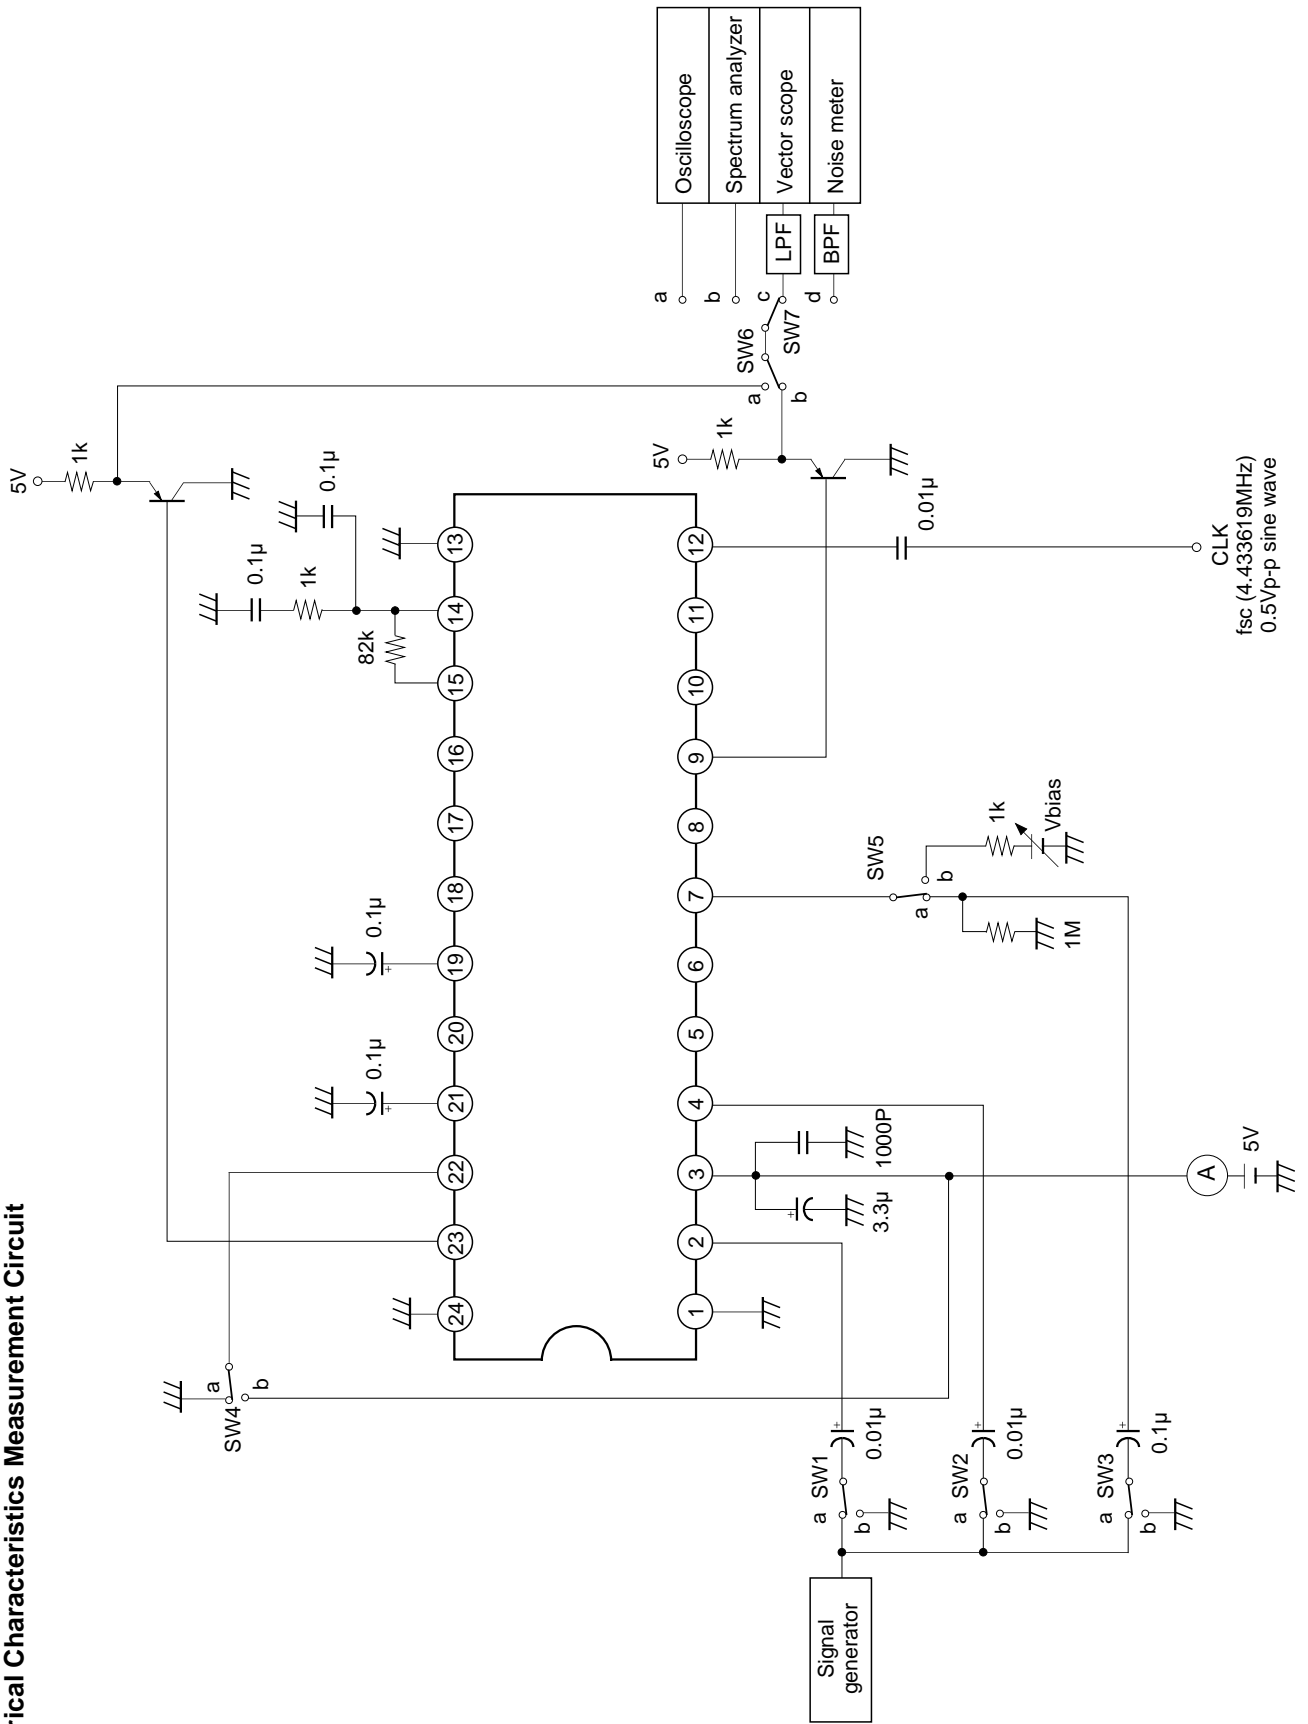 rical Characteristics Measurement Circuit
5V
1k
0.1µ
0.1µ
1k
82k
0.1µ
0.1µ
SW4
a
b
24
23
22
21
20
19
18
17
16
15
14
13
1
2
3
4
5
6
7
8
9
10
11
12
5V
1k
SW6
a
b
SW7
a
b
c
d
LPF
BPF
Oscilloscope
Spectrum analyzer
Vector scope
Noise meter
3.3µ
1000P
SW5
a
b
1k
Vbias
1M
0.01µ
CLK
fsc (4.433619MHz)
0.5Vp-p sine wave
A
5V
Signal
generator
SW1
a
b
0.01µ
SW2
a
b
0.01µ
SW3
a
b
0.1µ